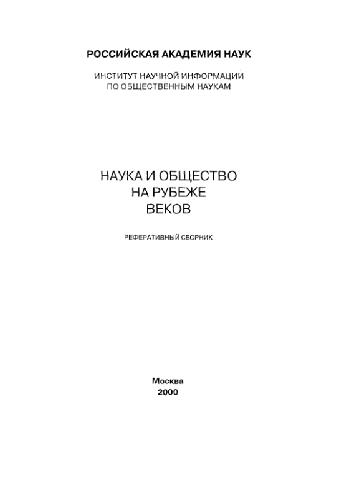 РОССИЙСКАЯ АКАДЕМИЯ НАУК
ИНСТИТУТ НАУЧНОЙ ИНФОРМАЦИИ
ПО ОБЩЕСТВЕННЫМ НАУКАМ
НАУКА И ОБЩЕСТВО
НА РУБЕЖЕ
ВЕКОВ
РЕФЕРАТИВНЫЙ СБОРНИК
Москва
2000